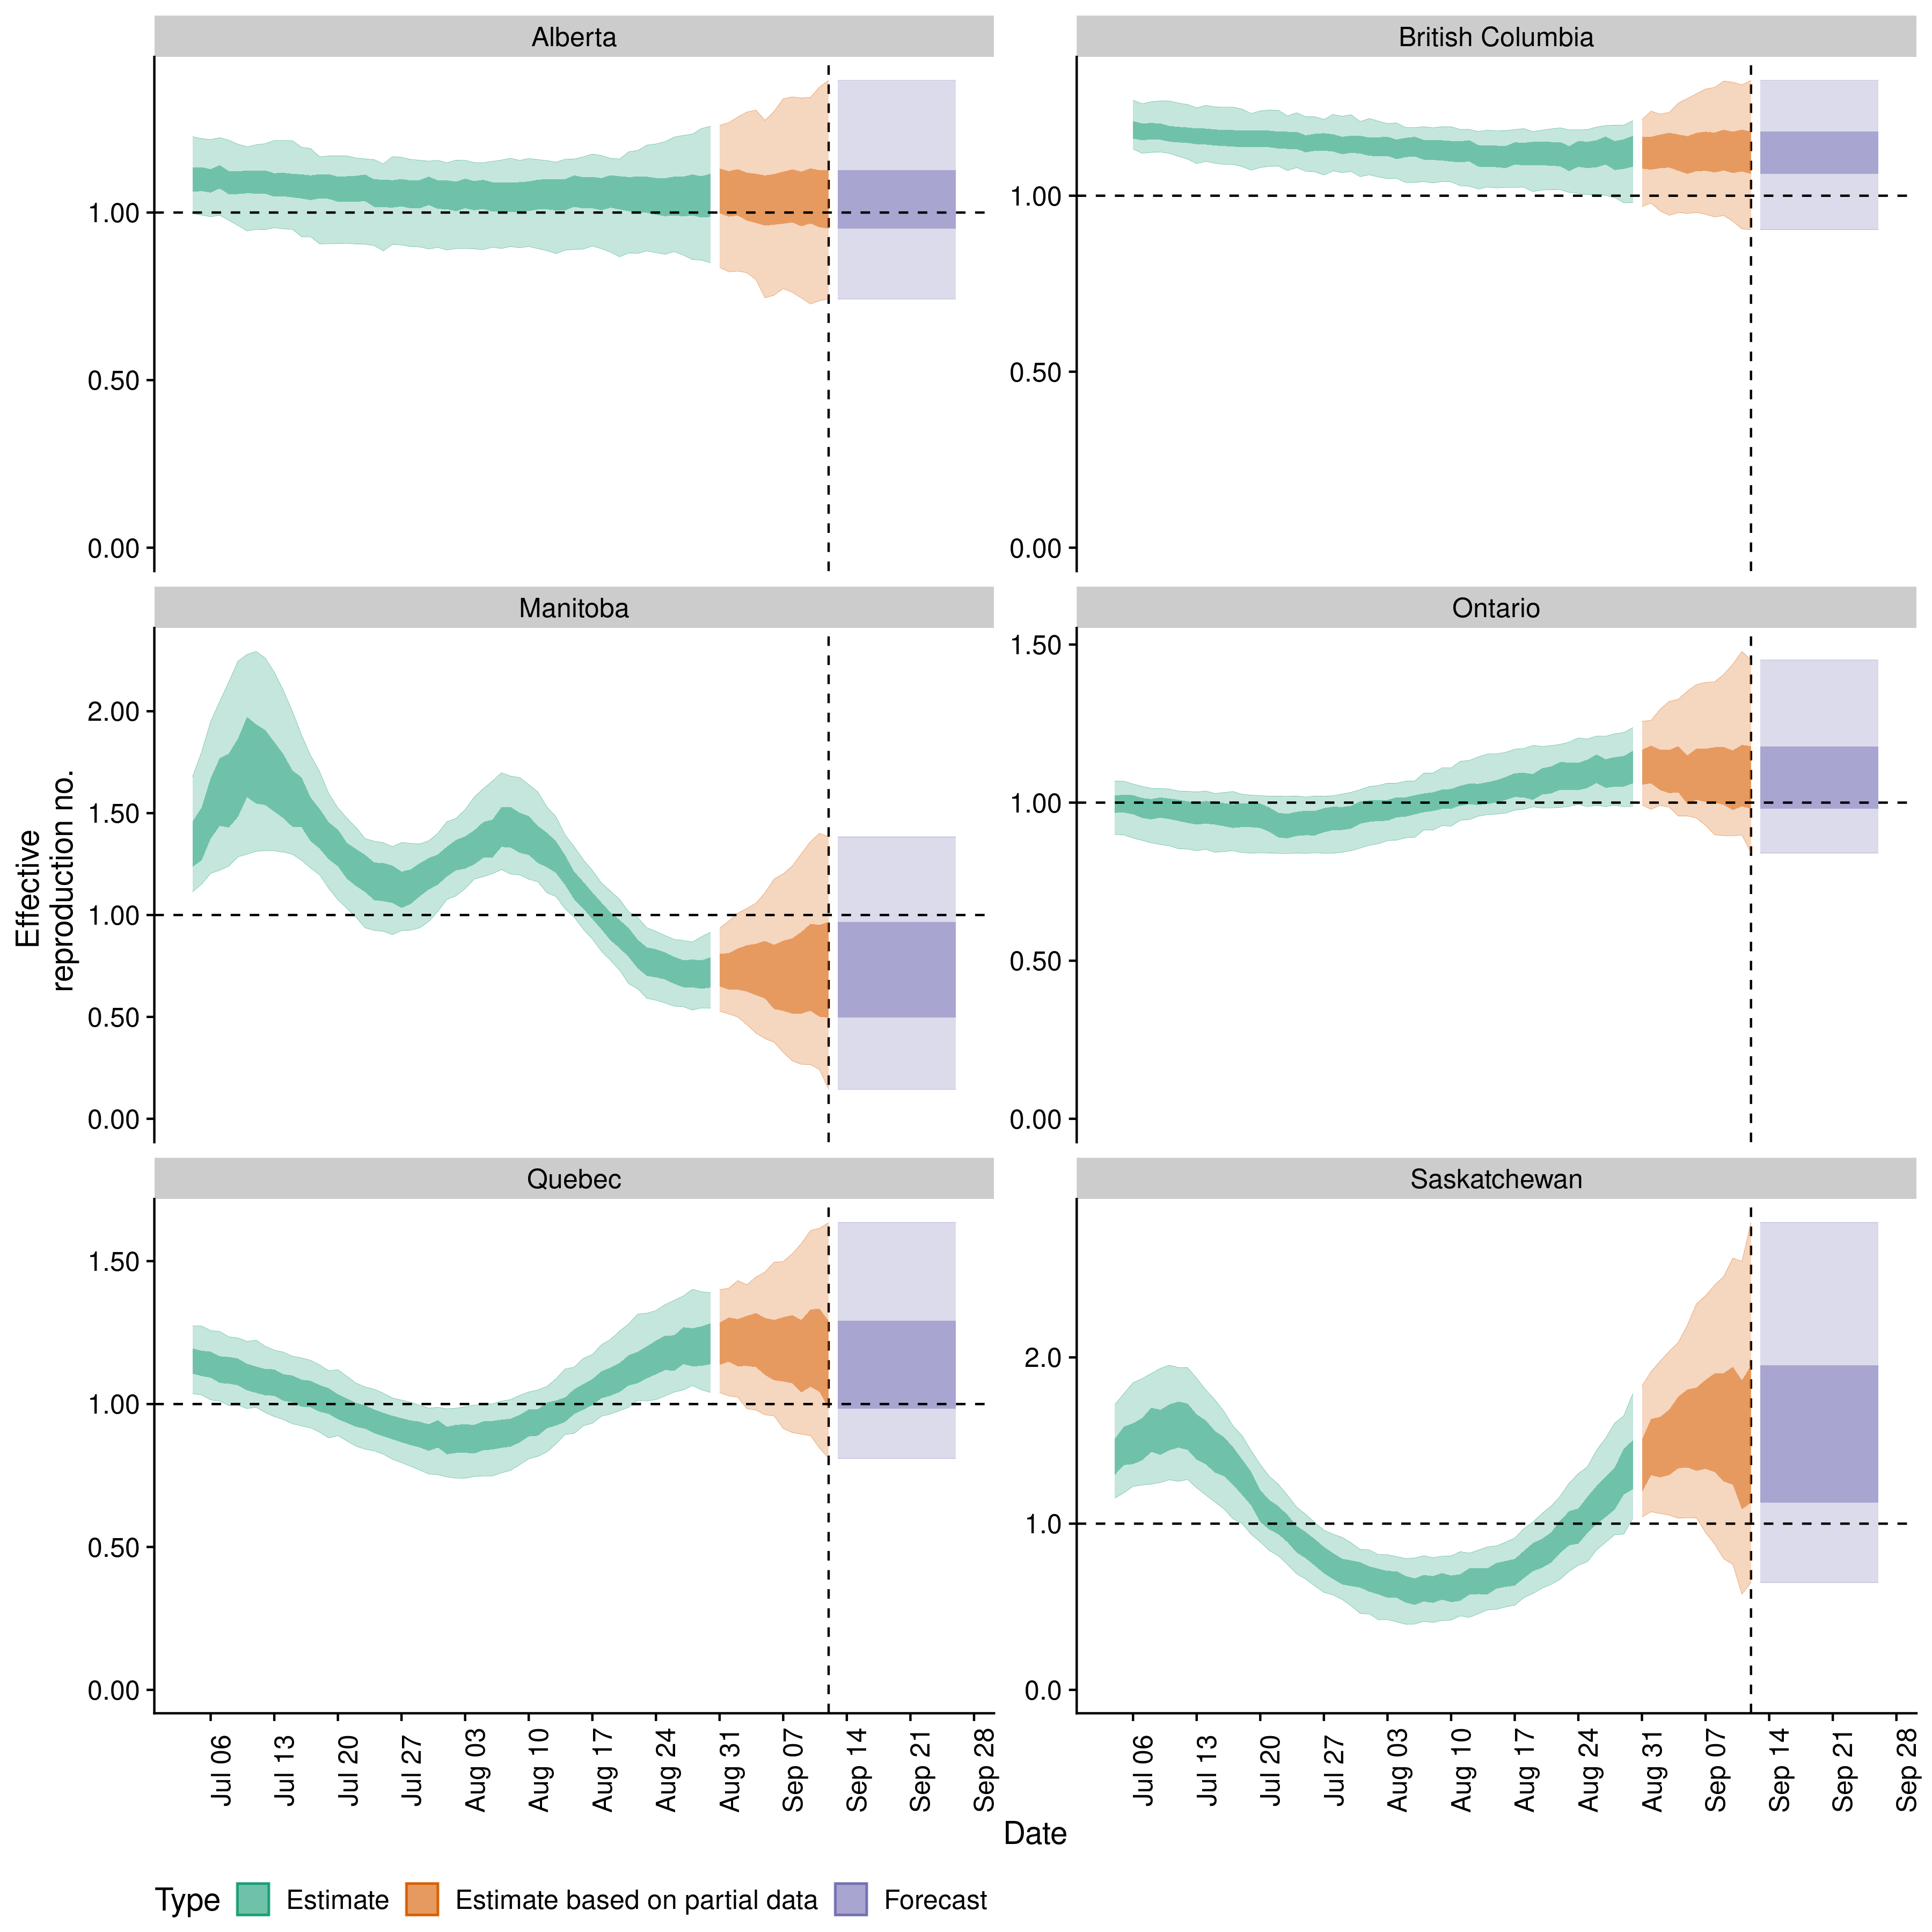 Alberta
British Columbia
1.00
0.50
0.00
1.00
0.50
0.00
Manitoba
Ontario
2.00
1.50
1.00
0.50
0.00
1.50
1.00
0.50
0.00
Effective
reproduction no.
Quebec
Saskatchewan
1.50
1.00
0.50
0.00
2.0
1.0
0.0
Jul 06
Jul 13
Jul 20
Jul 27
Aug 03
Aug 10
Aug 17
Aug 24
Aug 31
Sep 07
Sep 14
Sep 21
Sep 28
Jul 06
Jul 13
Jul 20
Jul 27
Aug 03
Aug 10
Aug 17
Aug 24
Aug 31
Sep 07
Sep 14
Sep 21
Sep 28
Date
Type Estimate Estimate based on partial data Forecast